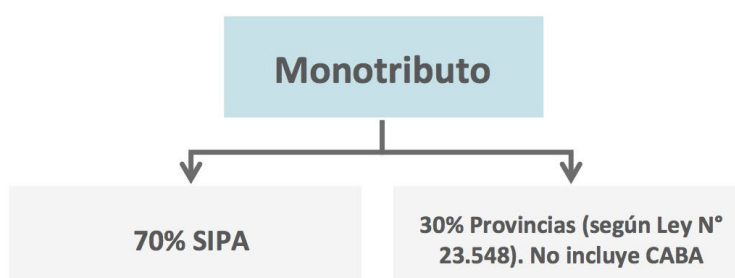 Monotributo
70% SIPA
30% Provincias (según Ley N°
23.548). No incluye CABA